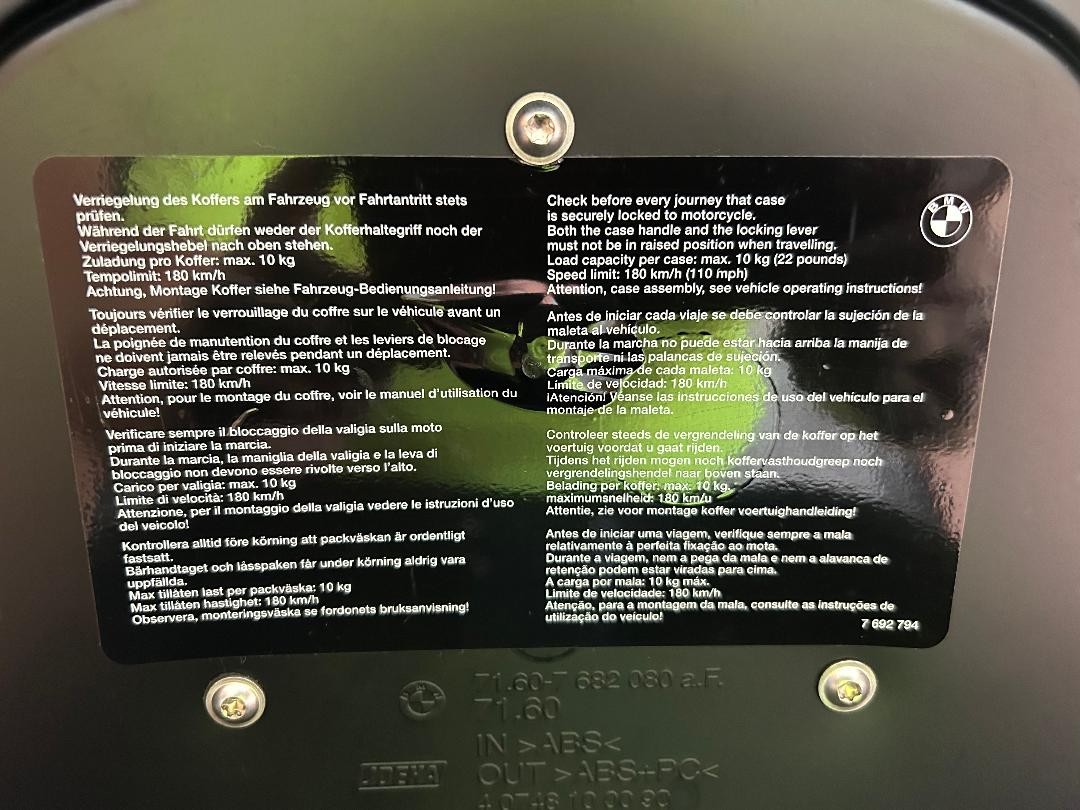 Verriegelung des Koffers am Fahrzeug vor Fahrtantritt stets
prüfen.
Während der Fahrt dürfen weder der Kofferhaltegriff noch der
Verriegelungshebel nach oben stehen.
Zuladung pro Koffer: max. 10 kg
Tempolimit: 180 km/h
Achtung, Montage Koffer siehe Fahrzeug-Bedienungsanleitung!
Toujours vérifier le verrouillage du coffre sur le véhicule avant un
déplacement.
La poignée de manutention du coffre et les leviers de blocage
ne doivent jamais être relevés pendant un déplacement.
Charge autorisée par coffre: max. 10 kg
Vitesse limite: 180 km/h
Attention, pour le montage du coffre, voir le manuel d'utilisation du
véhicule!
Verificare sempre il bloccaggio della valigia sulla moto
prima di iniziare la marcia.
Durante la marcia, la maniglia della valigia e la leva di
bloccaggio non devono essere rivolte verso l'alto.
Carico per valigia: max. 10 kg
Limite di velocità: 180 km/h
Attenzione, per il montaggio della valigia vedere le istruzioni d'uso
del veicolo!
Kontrollera alltid före körning att packväskan är ordentligt
fastsatt.
Bärhandtaget och låsspaken får under körning aldrig vara
uppfällda.
Max tillåten last per packväska: 10 kg
Max tillåten hastighet: 180 km/h
Observera, monteringsväska se fordonets bruksanvisning!
Check before every journey that case
is securely locked to motorcycle.
Both the case handle and the locking lever
must not be in raised position when travelling.
Load capacity per case: max. 10 kg (22 pounds)
Speed limit: 180 km/h (110 mph)
Attention, case assembly, see vehicle operating instructions!
BMW
Antes de iniciar cada viaje se debe controlar la sujeción de la
maleta al vehículo.
Durante la marcha no puede estar hacia arriba la manija de
transporte ni las palancas de sujeción.
Carga máxima de cada maleta: 10 kg
Límite de velocidad: 180 km/h
¡Atención! Véanse las instrucciones de uso del vehículo para el
montaje de la maleta.
Controleer steeds de vergrendeling van de koffer op het
voertuig voordat u gaat rijden.
Tijdens het rijden mogen noch koffervasthoudgreep noch
vergrendelingshendel naar boven staan.
Belading per koffer: max. 10 kg.
maximumsnelheid: 180 km/u
Attentie, zie voor montage koffer voertuighandleiding!
Antes de iniciar uma viagem, verifique sempre a mala
relativamente à perfeita fixação ao mota.
Durante a viagem, nem a pega da mala e nem a alavanca de
retenção podem estar viradas para cima.
A carga por mala: 10 kg máx.
Limite de velocidade: 180 km/h
Atenção, para a montagem da mala, consulte as instruções de
utilização do veículo!
7 692 794
71.60-7 682 080 a.F.
71.60
IN >ABS<
OUT >ABS+PC<